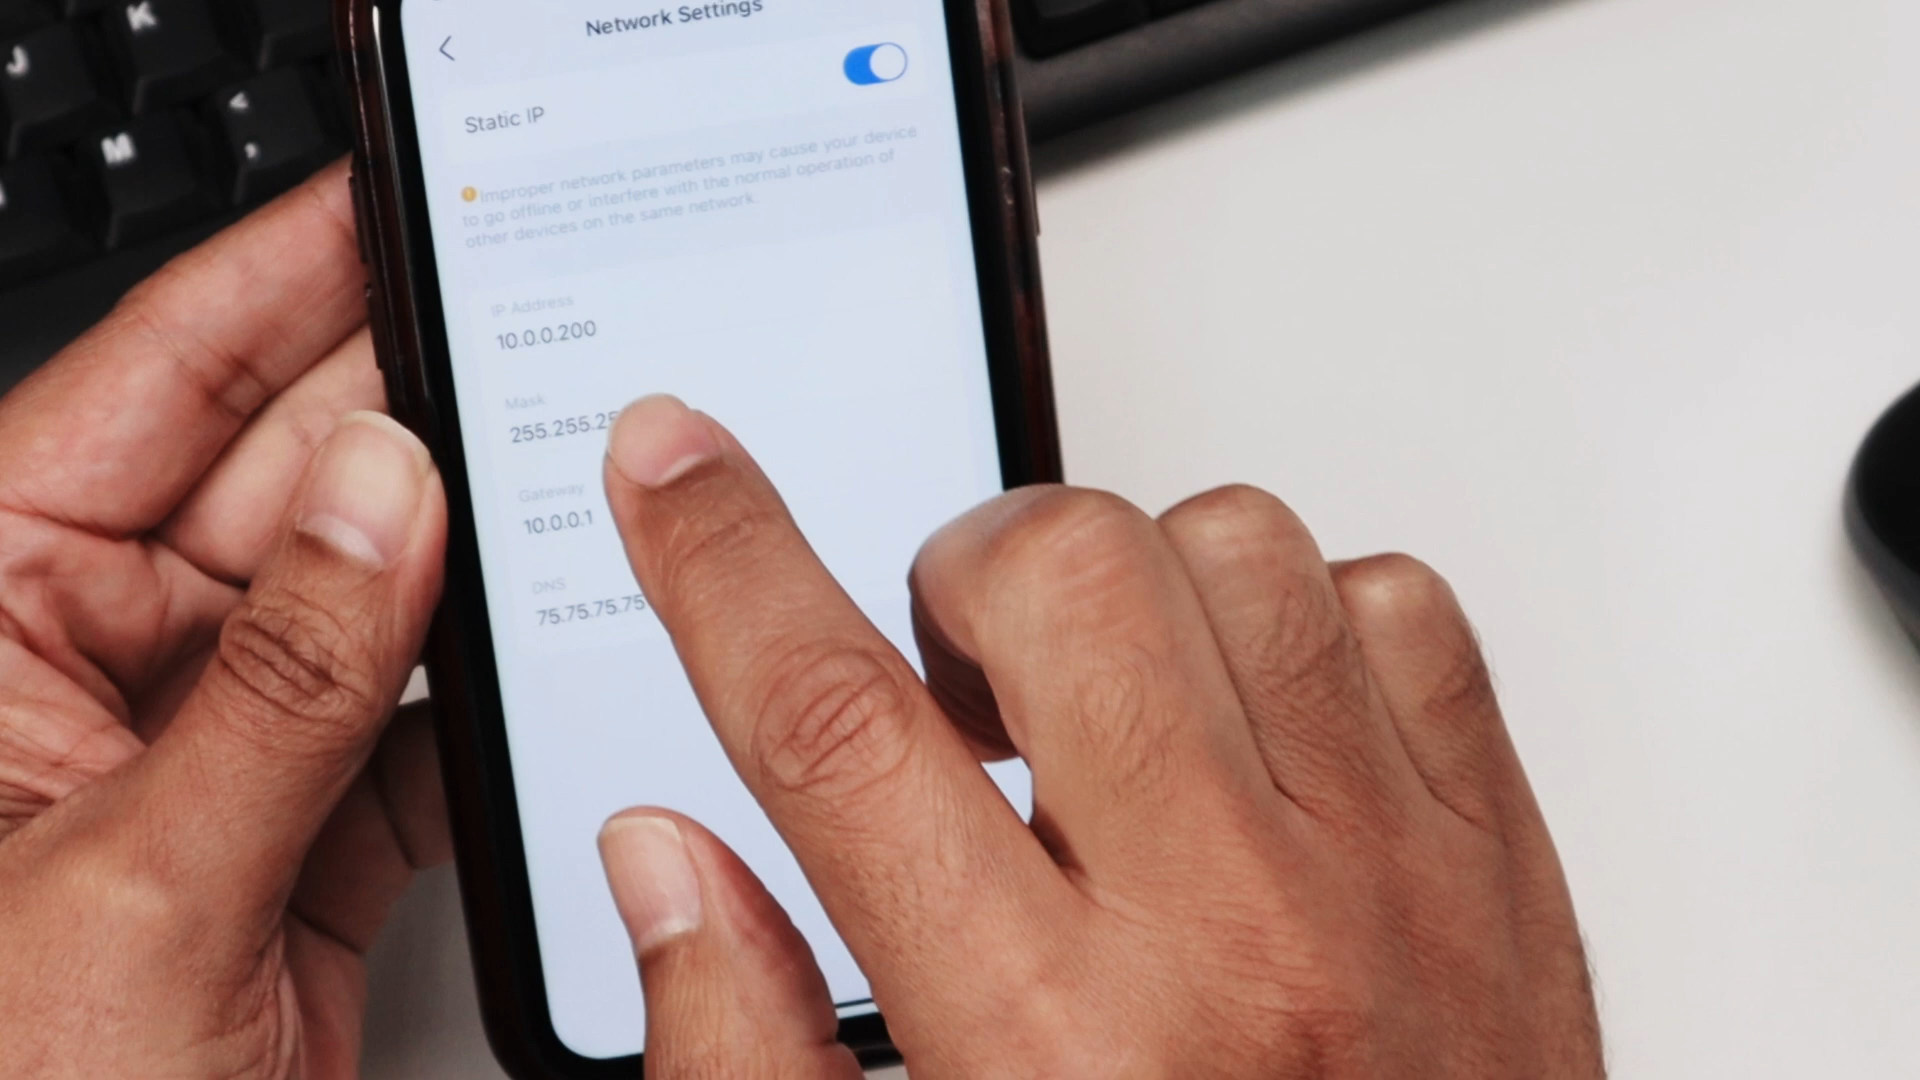 K
J
<
M
,
Network Settings
Static IP
Improper network parameters may cause your device
to go offline or interfere with the normal operation of
other devices on the same network.
IP Address
10.0.0.200
Mask
255.255.25
Gateway
10.0.0.1
DNS
75.75.75.75